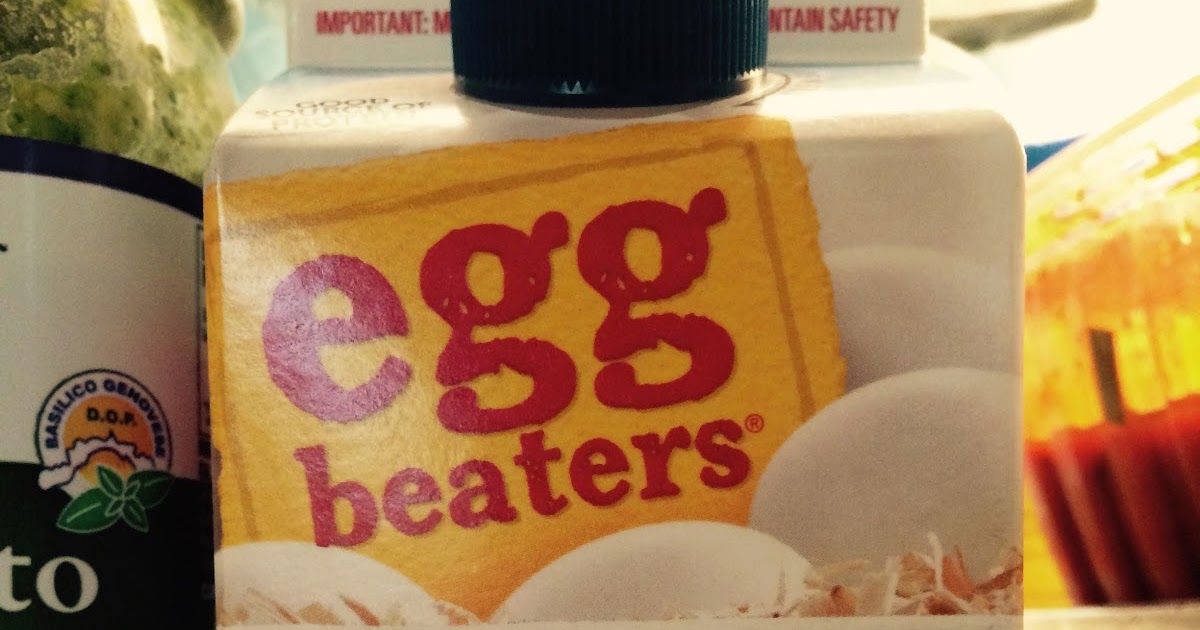 IMPORTANT: M
NTAIN SAFETY
GOOD
SOURCE OF
PROTEIN
egg
beaters®
BASILICO GENOVESE
D.O.P.
to